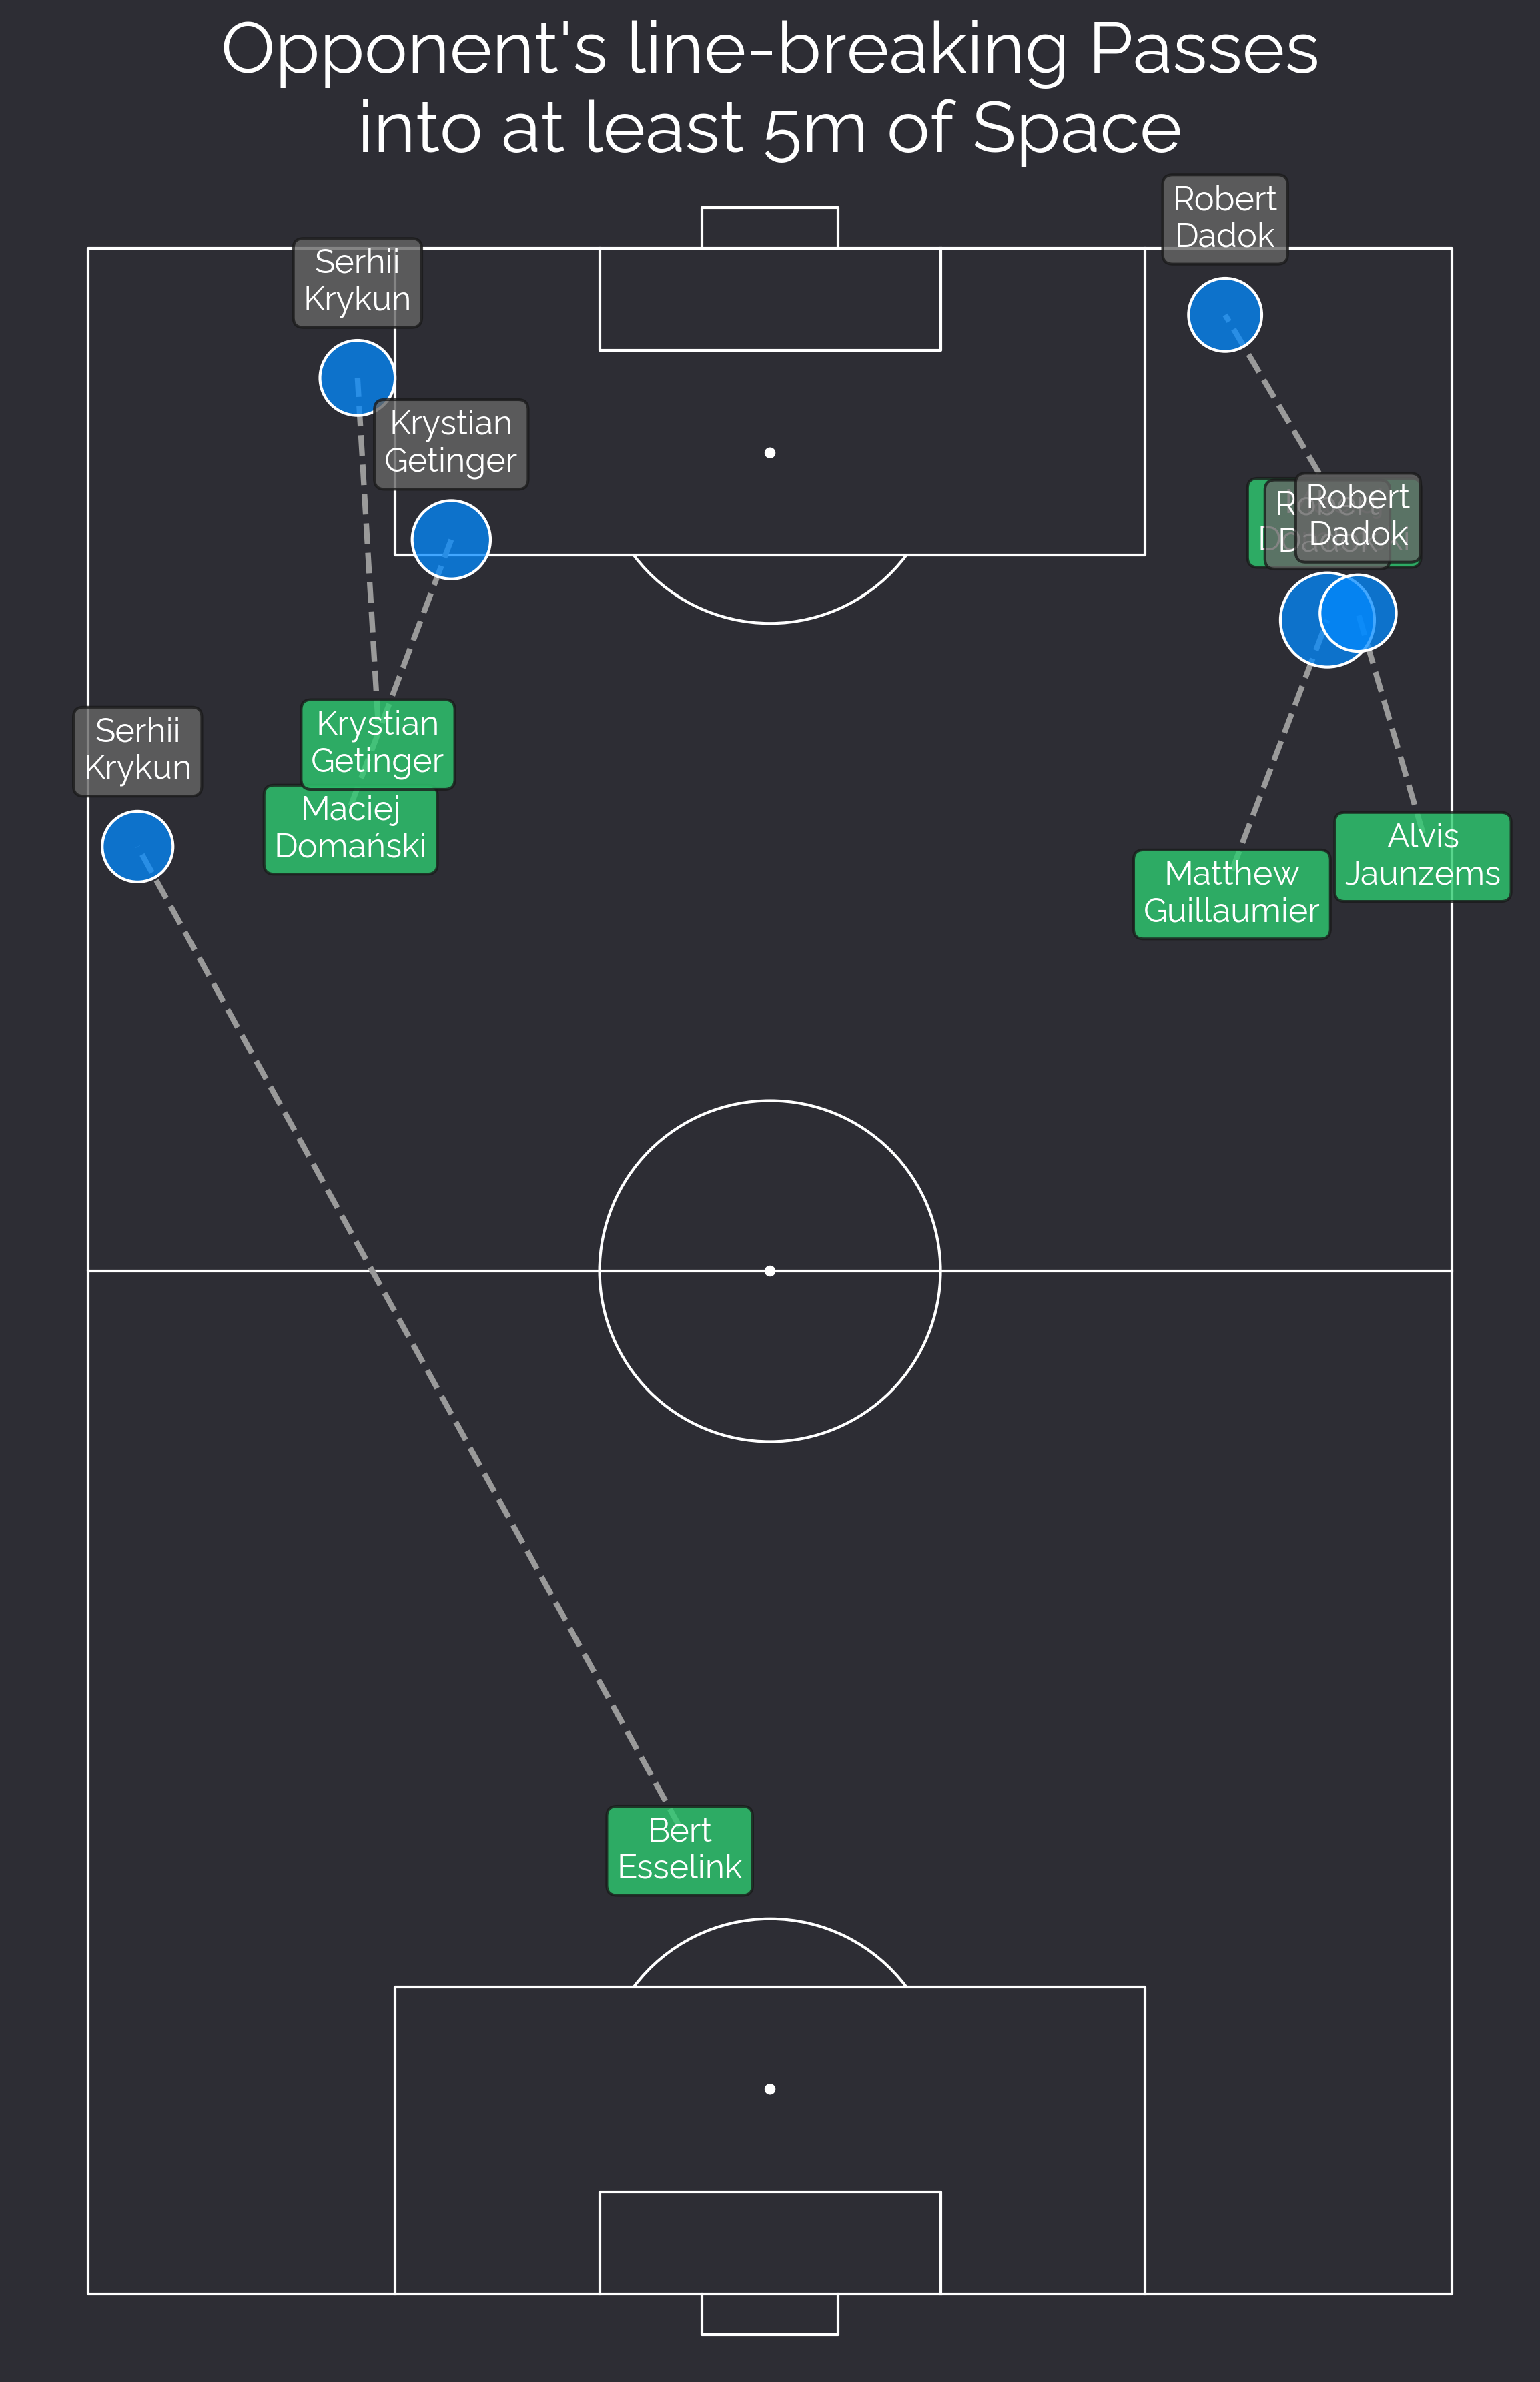 Opponent's line-breaking Passes
into at least 5m of Space
Robert
Dadok
Serhii
Krykun
Krystian
Getinger
Robert
Dadok
Krystian
Getinger
Serhii
Krykun
Maciej
Domański
Alvis
Jaunzems
Matthew
Guillaumier
Bert
Esselink